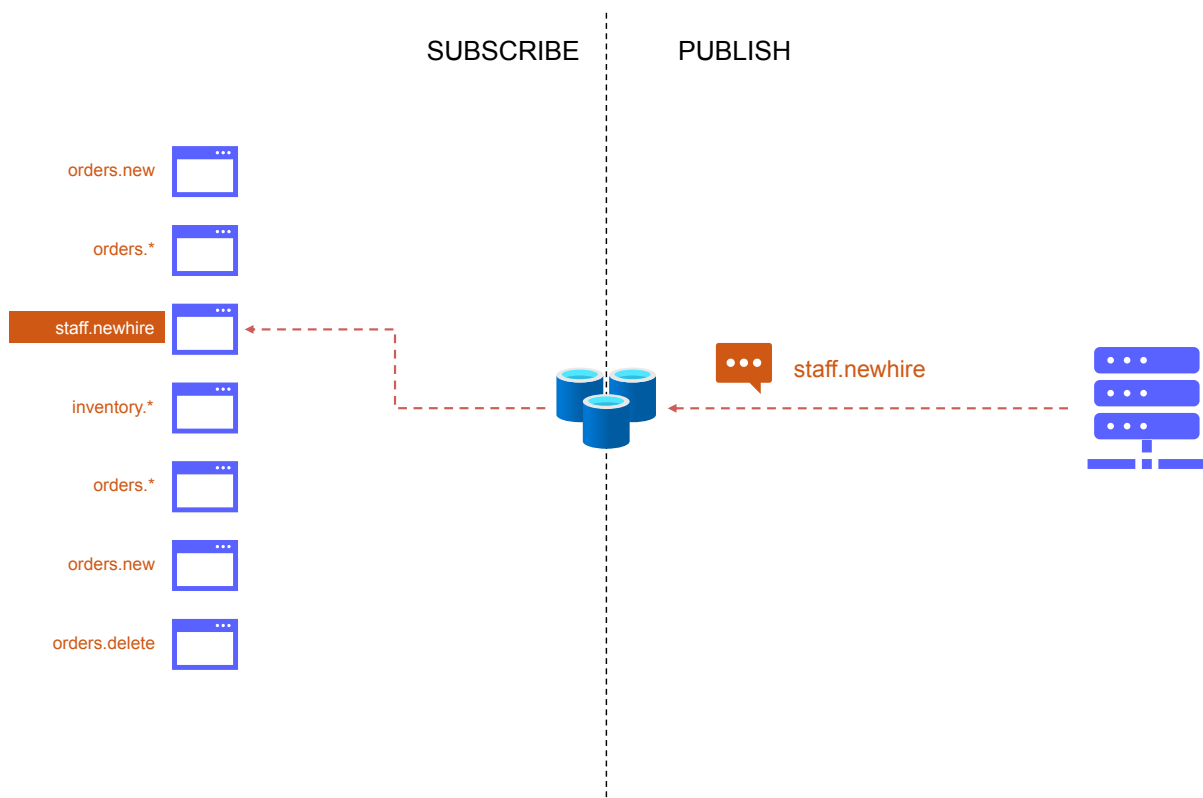 SUBSCRIBE
PUBLISH
orders.new
orders.*
staff.newhire
staff.newhire
inventory.*
orders.*
orders.new
orders.delete